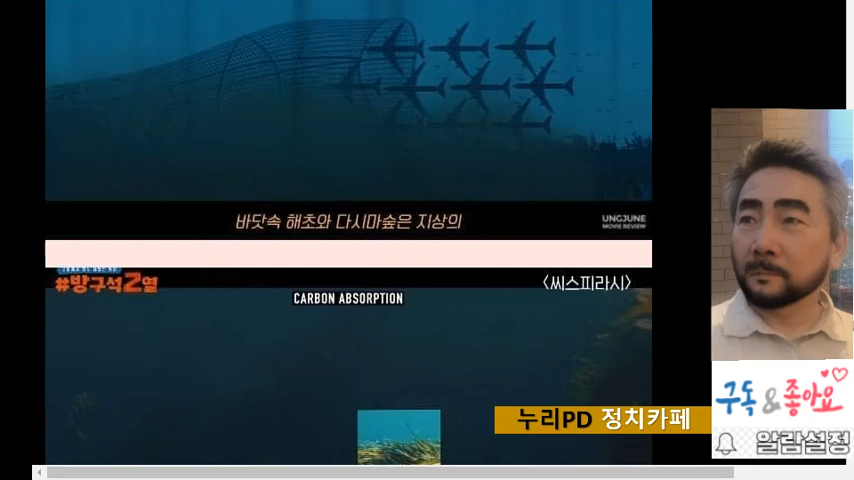 바닷속 해초와 다시마숲은 지상의
UNGJUNE
MOVIE REVIEW
#방구석2열
〈씨스피라시〉
CARBON ABSORPTION
누리PD 정치카페
구독&좋아요
알람설정